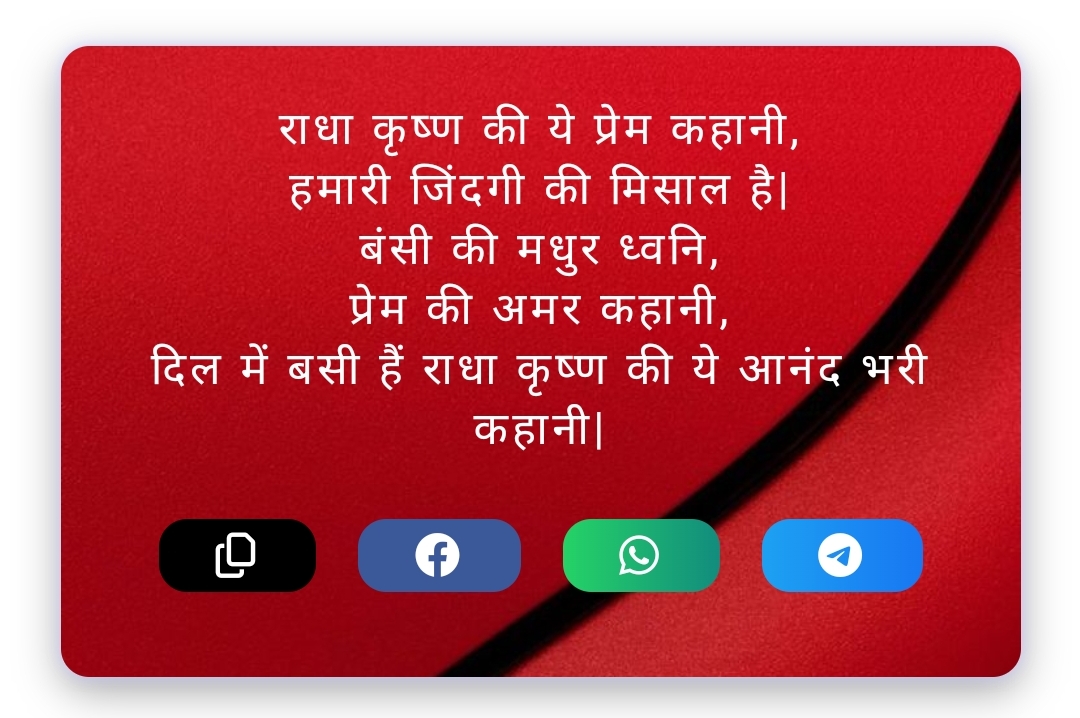 राधा कृष्ण की ये प्रेम कहानी,
हमारी जिंदगी की मिसाल है|
बंसी की मधुर ध्वनि,
प्रेम की अमर कहानी,
दिल में बसी हैं राधा कृष्ण की ये आनंद भरी
कहानी|